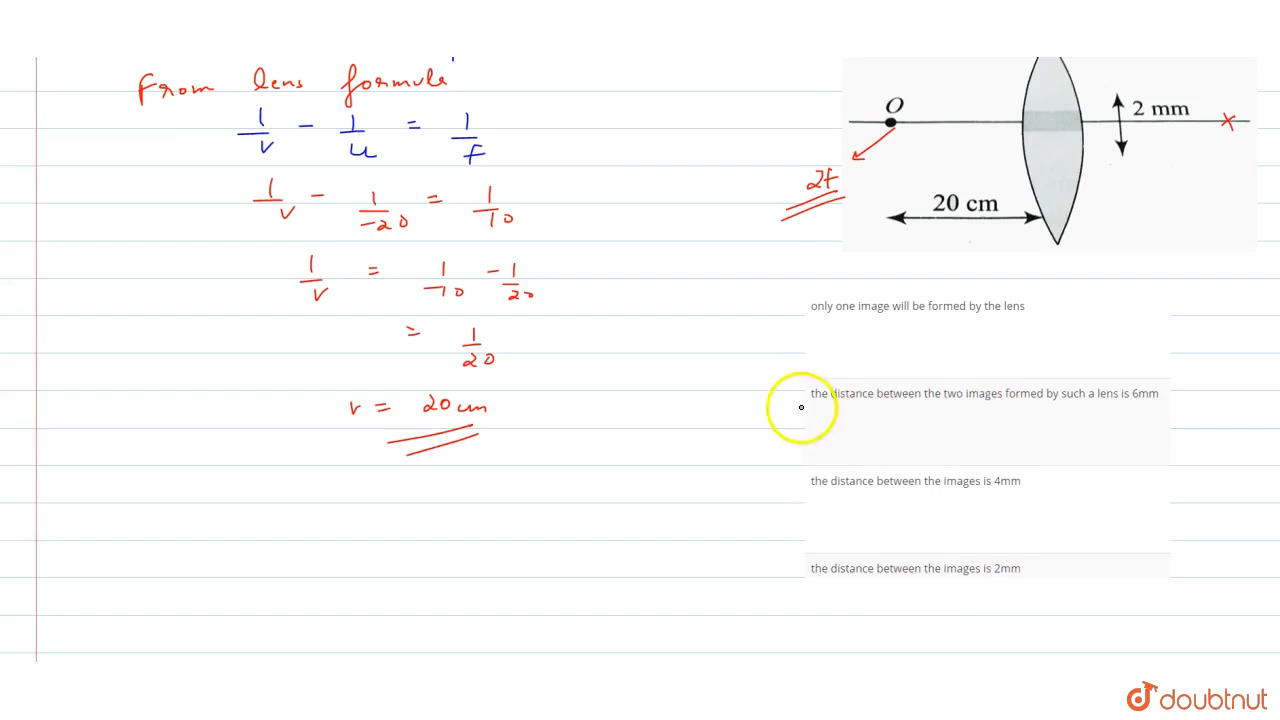 From lens formula
1/v - 1/u = 1/f
1/v - 1/-20 = 1/10
1/v = 1/10 - 1/20
= 1/20
v = 20 cm
O
2 mm
2f
20 cm
only one image will be formed by the lens
the distance between the two images formed by such a lens is 6mm
the distance between the images is 4mm
the distance between the images is 2mm
doubtnut